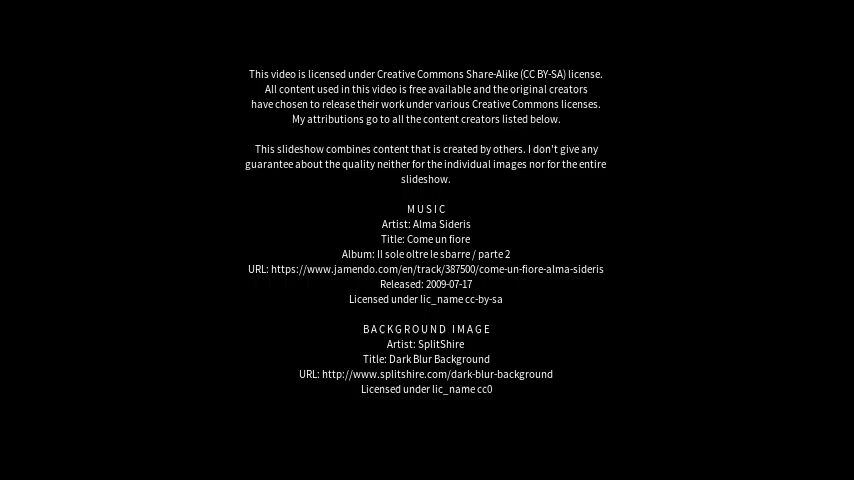 This video is licensed under Creative Commons Share-Alike (CC BY-SA) license.
All content used in this video is free available and the original creators
have chosen to release their work under various Creative Commons licenses.
My attributions go to all the content creators listed below.
This slideshow combines content that is created by others. I don't give any
guarantee about the quality neither for the individual images nor for the entire
slideshow.
MUSIC
Artist: Alma Sideris
Title: Come un fiore
Album: Il sole oltre le sbarre / parte 2
URL: https://www.jamendo.com/en/track/387500/come-un-fiore-alma-sideris
Released: 2009-07-17
Licensed under lic_name cc-by-sa
BACKGROUND IMAGE
Artist: SplitShire
Title: Dark Blur Background
URL: http://www.splitshire.com/dark-blur-background
Licensed under lic_name cc0